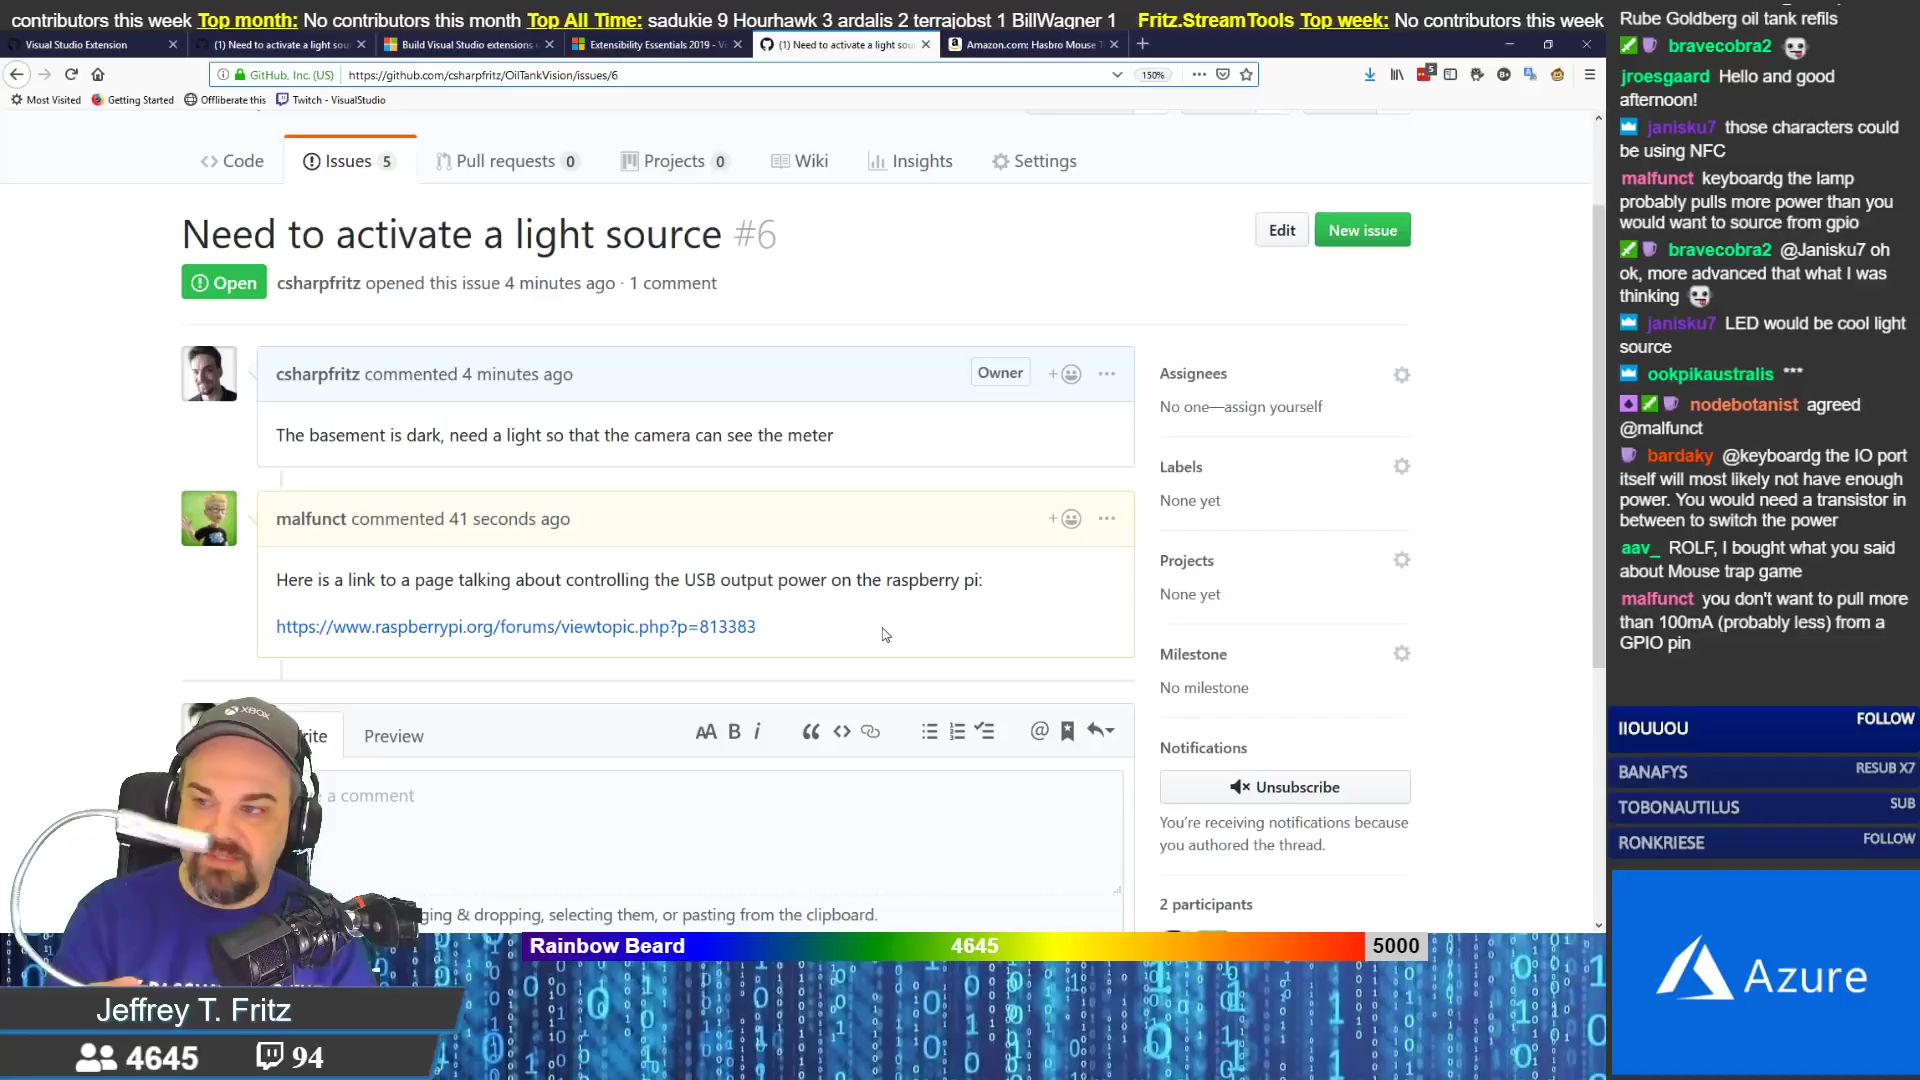 contributors this week Top month: No contributors this month Top All Time: sadukie 9 Hourhawk 3 ardalis 2 terrajobst 1 BillWagner 1 Fritz.StreamTools Top week: No contributors this week
Visual Studio Extension
(1) Need to activate a light sou
Build Visual Studio extensions
Extensibility Essentials 2019 - Vi
(1) Need to activate a light sou
Amazon.com: Hasbro Mouse T
GitHub, Inc. (US)
https://github.com/csharpfritz/OilTankVision/issues/6
150%
5
Most Visited
Getting Started
Offliberate this
Twitch - VisualStudio
Code
Issues 5
Pull requests 0
Projects 0
Wiki
Insights
Settings
Need to activate a light source #6
Edit
New issue
Open
csharpfritz opened this issue 4 minutes ago · 1 comment
csharpfritz commented 4 minutes ago
Owner
The basement is dark, need a light so that the camera can see the meter
malfunct commented 41 seconds ago
Here is a link to a page talking about controlling the USB output power on the raspberry pi:
https://www.raspberrypi.org/forums/viewtopic.php?p=813383
Preview
AA B i
a comment
selecting them, or pasting from the clipboard.
Assignees
No one—assign yourself
Labels
None yet
Projects
None yet
Milestone
No milestone
Notifications
Unsubscribe
You're receiving notifications because
you authored the thread.
2 participants
Rube Goldberg oil tank refils
bravecobra2
jroesgaard Hello and good
afternoon!
janisku7 those characters could
be using NFC
malfunct keyboardg the lamp
probably pulls more power than you
would want to source from gpio
bravecobra2 @Janisku7 oh
ok, more advanced that what I was
thinking
janisku7 LED would be cool light
source
ookpikaustralis ***
nodebotanist agreed
@malfunct
bardaky @keyboardg the IO port
itself will most likely not have enough
power. You would need a transistor in
between to switch the power
aav_ ROLF, I bought what you said
about Mouse trap game
malfunct you don't want to pull more
than 100mA (probably less) from a
GPIO pin
IIOUUOU FOLLOW
BANAFYS RESUB X7
TOBONAUTILUS SUB
RONKRIESE FOLLOW
Azure
XBOX
Rainbow Beard 4645 5000
Jeffrey T. Fritz
4645 94